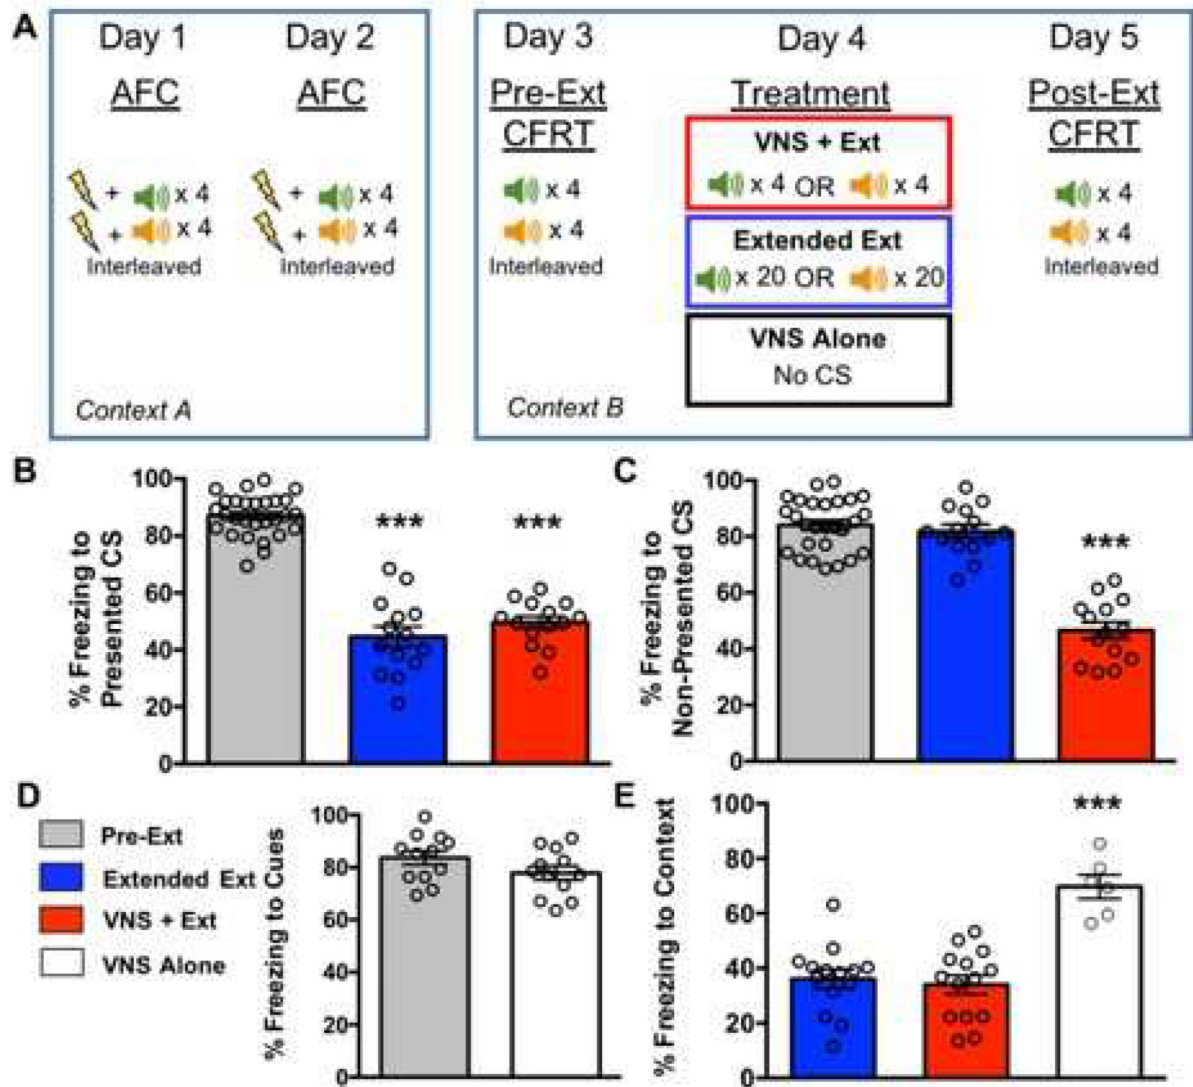 A
Day 1 Day 2
AFC AFC
+ x 4 + x 4
+ x 4 + x 4
Interleaved Interleaved
Context A
Day 3 Day 4 Day 5
Pre-Ext Treatment Post-Ext
CFRT CFRT
x 4
x 4
Interleaved
VNS + Ext
x 4 OR x 4
Extended Ext
x 20 OR x 20
VNS Alone
No CS
x 4
x 4
Interleaved
Context B
B
% Freezing to
Presented CS
100
80
60
40
20
0
*** ***
C
% Freezing to
Non-Presented CS
100
80
60
40
20
0
***
D
Pre-Ext
Extended Ext
VNS + Ext
VNS Alone
% Freezing to Cues
100
80
60
40
20
0
E
% Freezing to Context
100
80
60
40
20
0
***